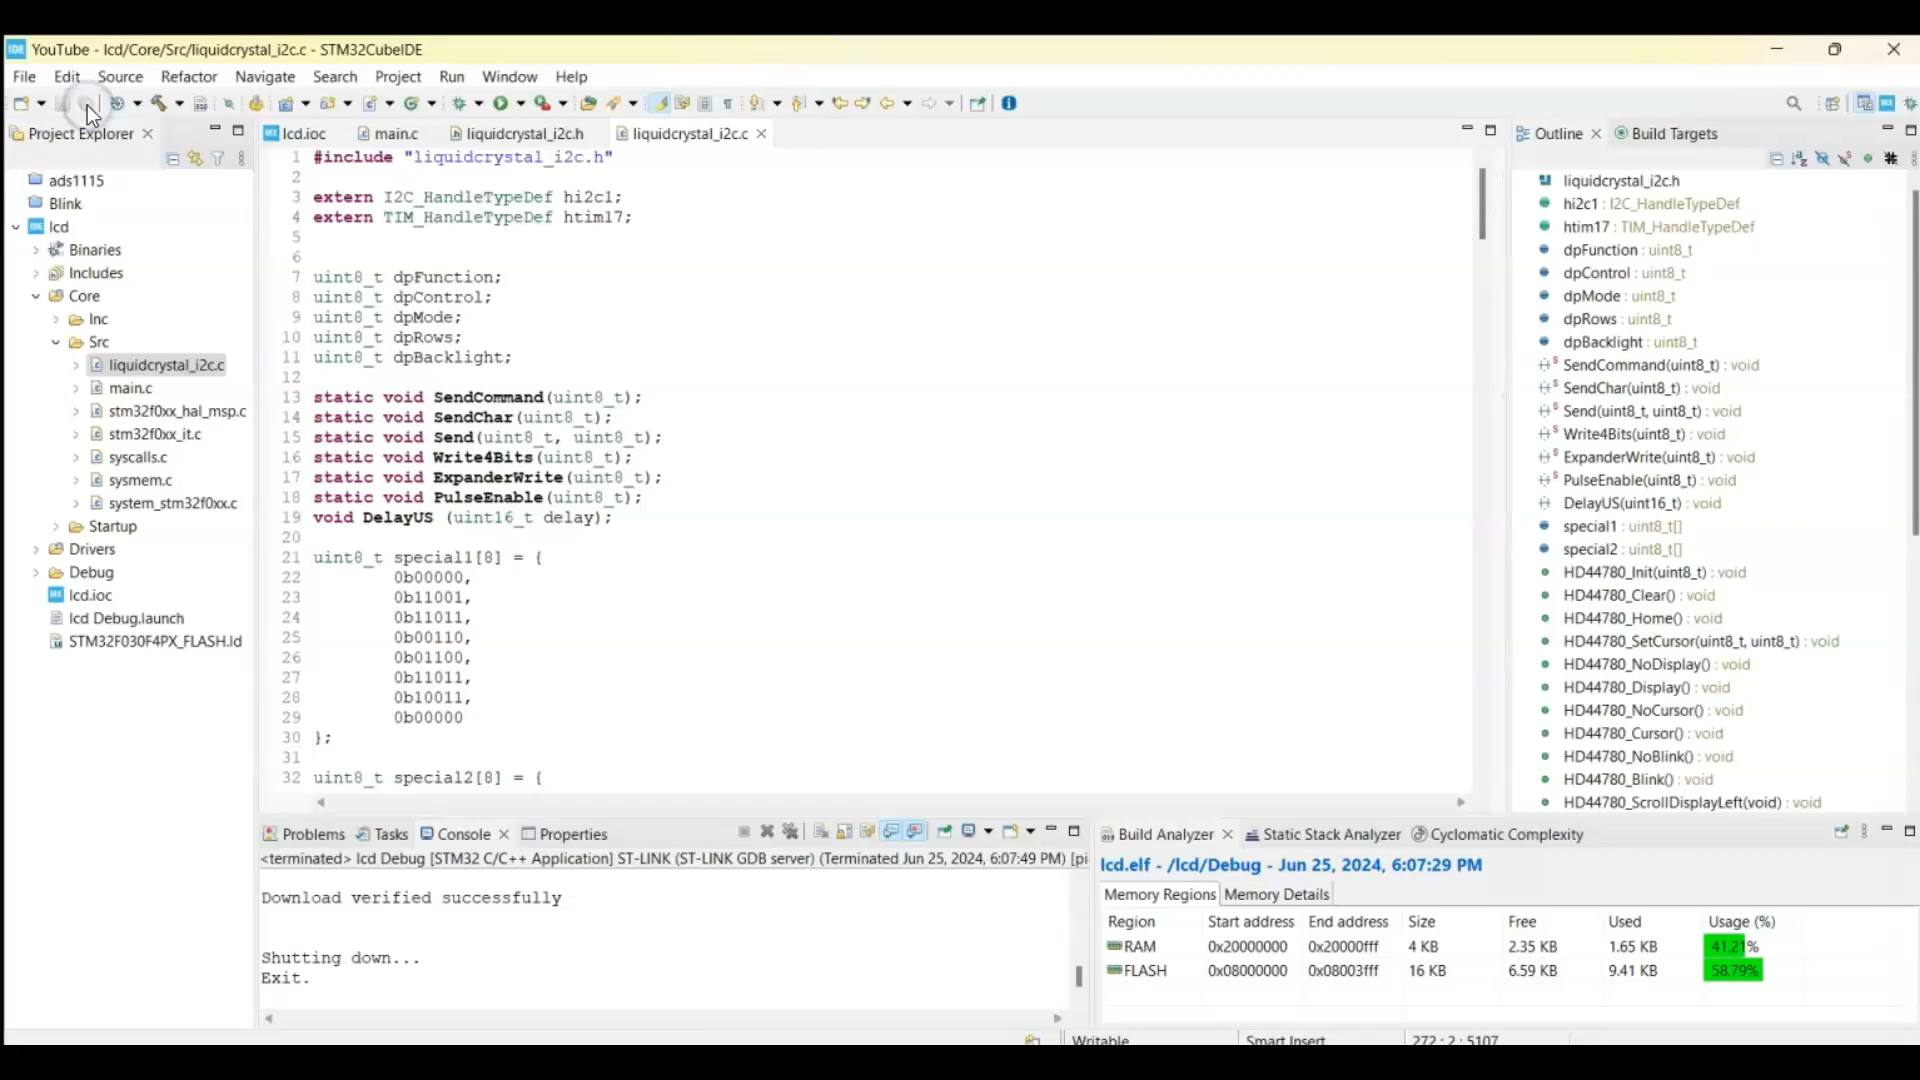 YouTube - lcd/Core/Src/liquidcrystal_i2c.c - STM32CubeIDE
File Edit Source Refactor Navigate Search Project Run Window Help
Project Explorer
ads1115
Blink
lcd
Binaries
Includes
Core
Inc
Src
liquidcrystal_i2c.c
main.c
stm32f0xx_hal_msp.c
stm32f0xx_it.c
syscalls.c
sysmem.c
system_stm32f0xx.c
Startup
Drivers
Debug
lcd.ioc
lcd Debug.launch
STM32F030F4PX_FLASH.ld
lcd.ioc main.c liquidcrystal_i2c.h liquidcrystal_i2c.c
1 #include "liquidcrystal_i2c.h"
2
3 extern I2C_HandleTypeDef hi2c1;
4 extern TIM_HandleTypeDef htim17;
5
6
7 uint8_t dpFunction;
8 uint8_t dpControl;
9 uint8_t dpMode;
10 uint8_t dpRows;
11 uint8_t dpBacklight;
12
13 static void SendCommand(uint8_t);
14 static void SendChar(uint8_t);
15 static void Send(uint8_t, uint8_t);
16 static void Write4Bits(uint8_t);
17 static void ExpanderWrite(uint8_t);
18 static void PulseEnable(uint8_t);
19 void DelayUS (uint16_t delay);
20
21 uint8_t special1[8] = {
22 0b00000,
23 0b11001,
24 0b11011,
25 0b00110,
26 0b01100,
27 0b11011,
28 0b10011,
29 0b00000
30 };
31
32 uint8_t special2[8] = {
Outline Build Targets
liquidcrystal_i2c.h
hi2c1 : I2C_HandleTypeDef
htim17 : TIM_HandleTypeDef
dpFunction : uint8_t
dpControl : uint8_t
dpMode : uint8_t
dpRows : uint8_t
dpBacklight : uint8_t
SendCommand(uint8_t) : void
SendChar(uint8_t) : void
Send(uint8_t, uint8_t) : void
Write4Bits(uint8_t) : void
ExpanderWrite(uint8_t) : void
PulseEnable(uint8_t) : void
DelayUS(uint16_t) : void
special1 : uint8_t[]
special2 : uint8_t[]
HD44780_Init(uint8_t) : void
HD44780_Clear() : void
HD44780_Home() : void
HD44780_SetCursor(uint8_t, uint8_t) : void
HD44780_NoDisplay() : void
HD44780_Display() : void
HD44780_NoCursor() : void
HD44780_Cursor() : void
HD44780_NoBlink() : void
HD44780_Blink() : void
HD44780_ScrollDisplayLeft(void) : void
Problems Tasks Console Properties
<terminated> lcd Debug [STM32 C/C++ Application] ST-LINK (ST-LINK GDB server) (Terminated Jun 25, 2024, 6:07:49 PM) [pi
Download verified successfully
Shutting down...
Exit.
Build Analyzer Static Stack Analyzer Cyclomatic Complexity
lcd.elf - /lcd/Debug - Jun 25, 2024, 6:07:29 PM
Memory Regions Memory Details
Region Start address End address Size Free Used Usage (%)
RAM 0x20000000 0x20000fff 4 KB 2.35 KB 1.65 KB 41.21%
FLASH 0x08000000 0x08003fff 16 KB 6.59 KB 9.41 KB 58.79%
Writable Smart Insert 272 : 2 : 5107